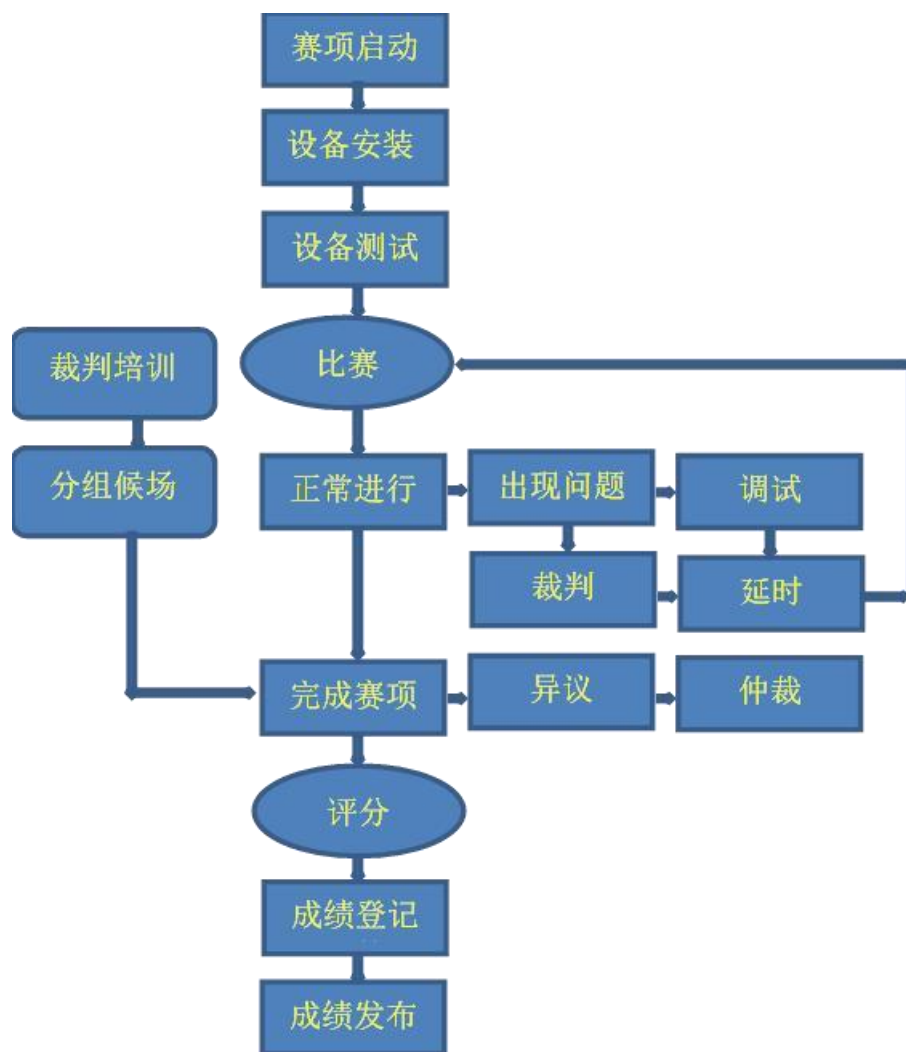 赛项启动
设备安装
设备测试
比赛
裁判培训
分组候场
正常进行
出现问题
调试
裁判
延时
完成赛项
异议
仲裁
评分
成绩登记
成绩发布